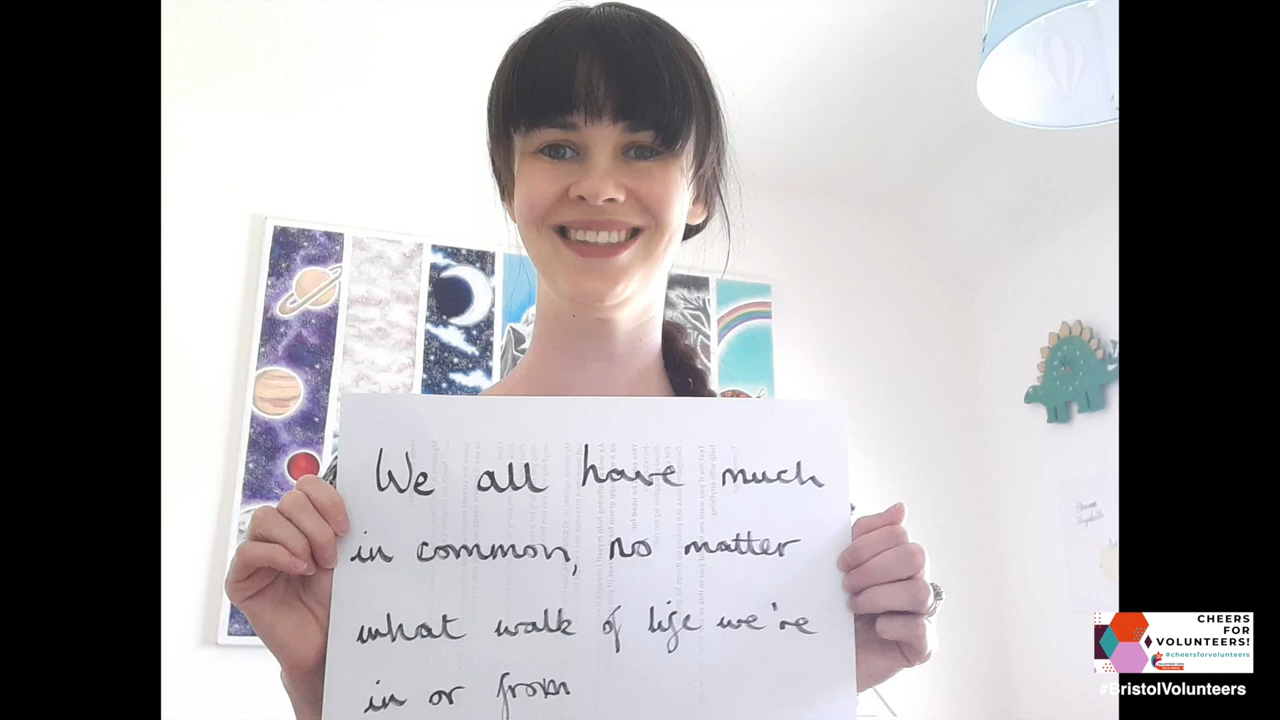 We all have much
in common, no matter
what walk of life we're
in or from
CHEERS
FOR
VOLUNTEERS!
#cheersforvolunteers
#BristolVolunteers